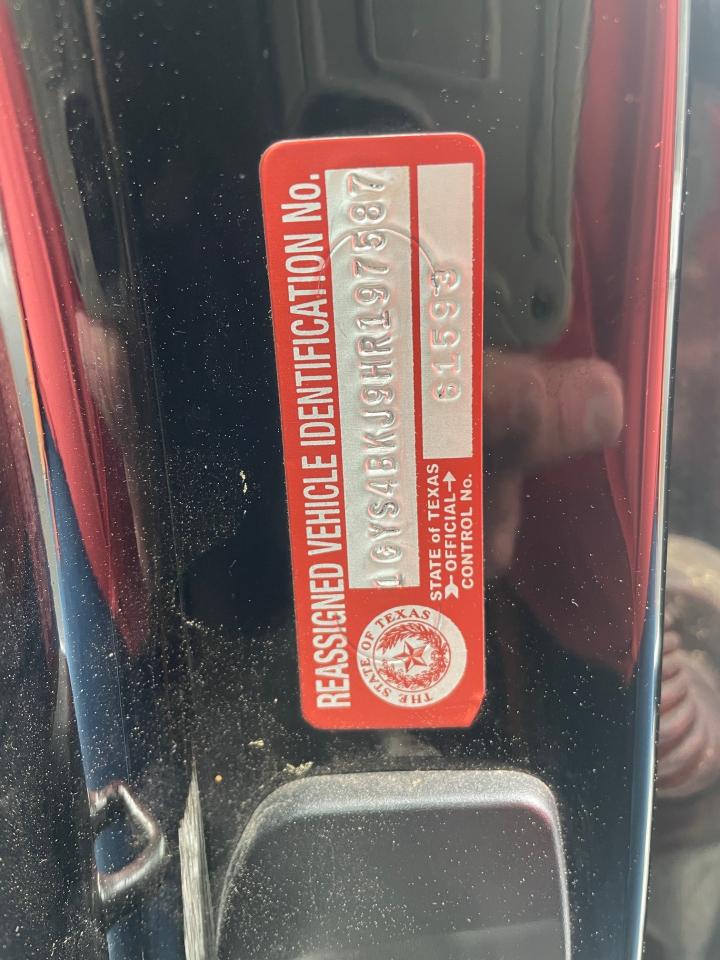 REASSIGNED VEHICLE IDENTIFICATION No.
1GYS4BKJ9HR197587
61593
STATE of TEXAS
OFFICIAL
CONTROL No.
THE STATE OF TEXAS